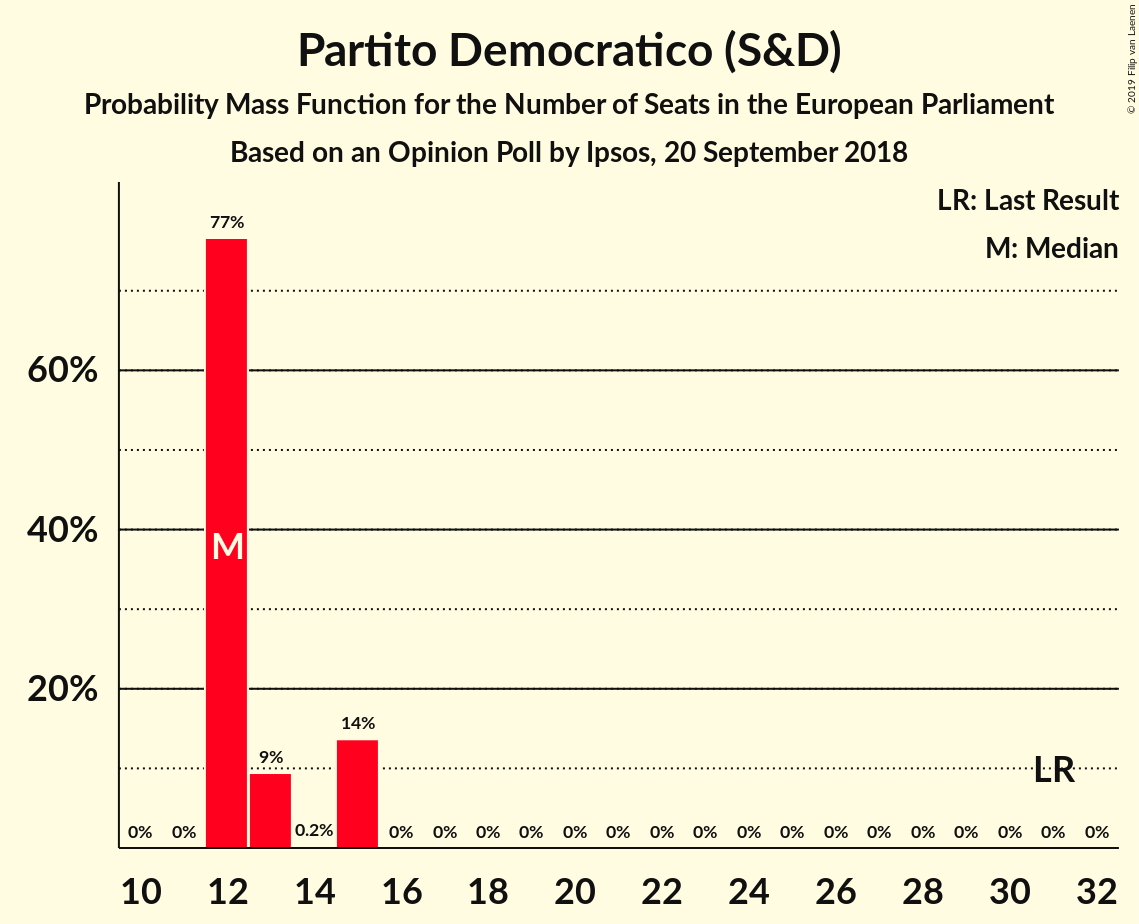 Partito Democratico (S&D)
Probability Mass Function for the Number of Seats in the European Parliament
Based on an Opinion Poll by Ipsos, 20 September 2018
© 2019 Filip van Laenen
LR: Last Result
M: Median
77%
60%
40%
M
20%
14%
9%
LR
0% 0% 0.2% 0% 0% 0% 0% 0% 0% 0% 0% 0% 0% 0% 0% 0% 0% 0% 0% 0%
10 12 14 16 18 20 22 24 26 28 30 32